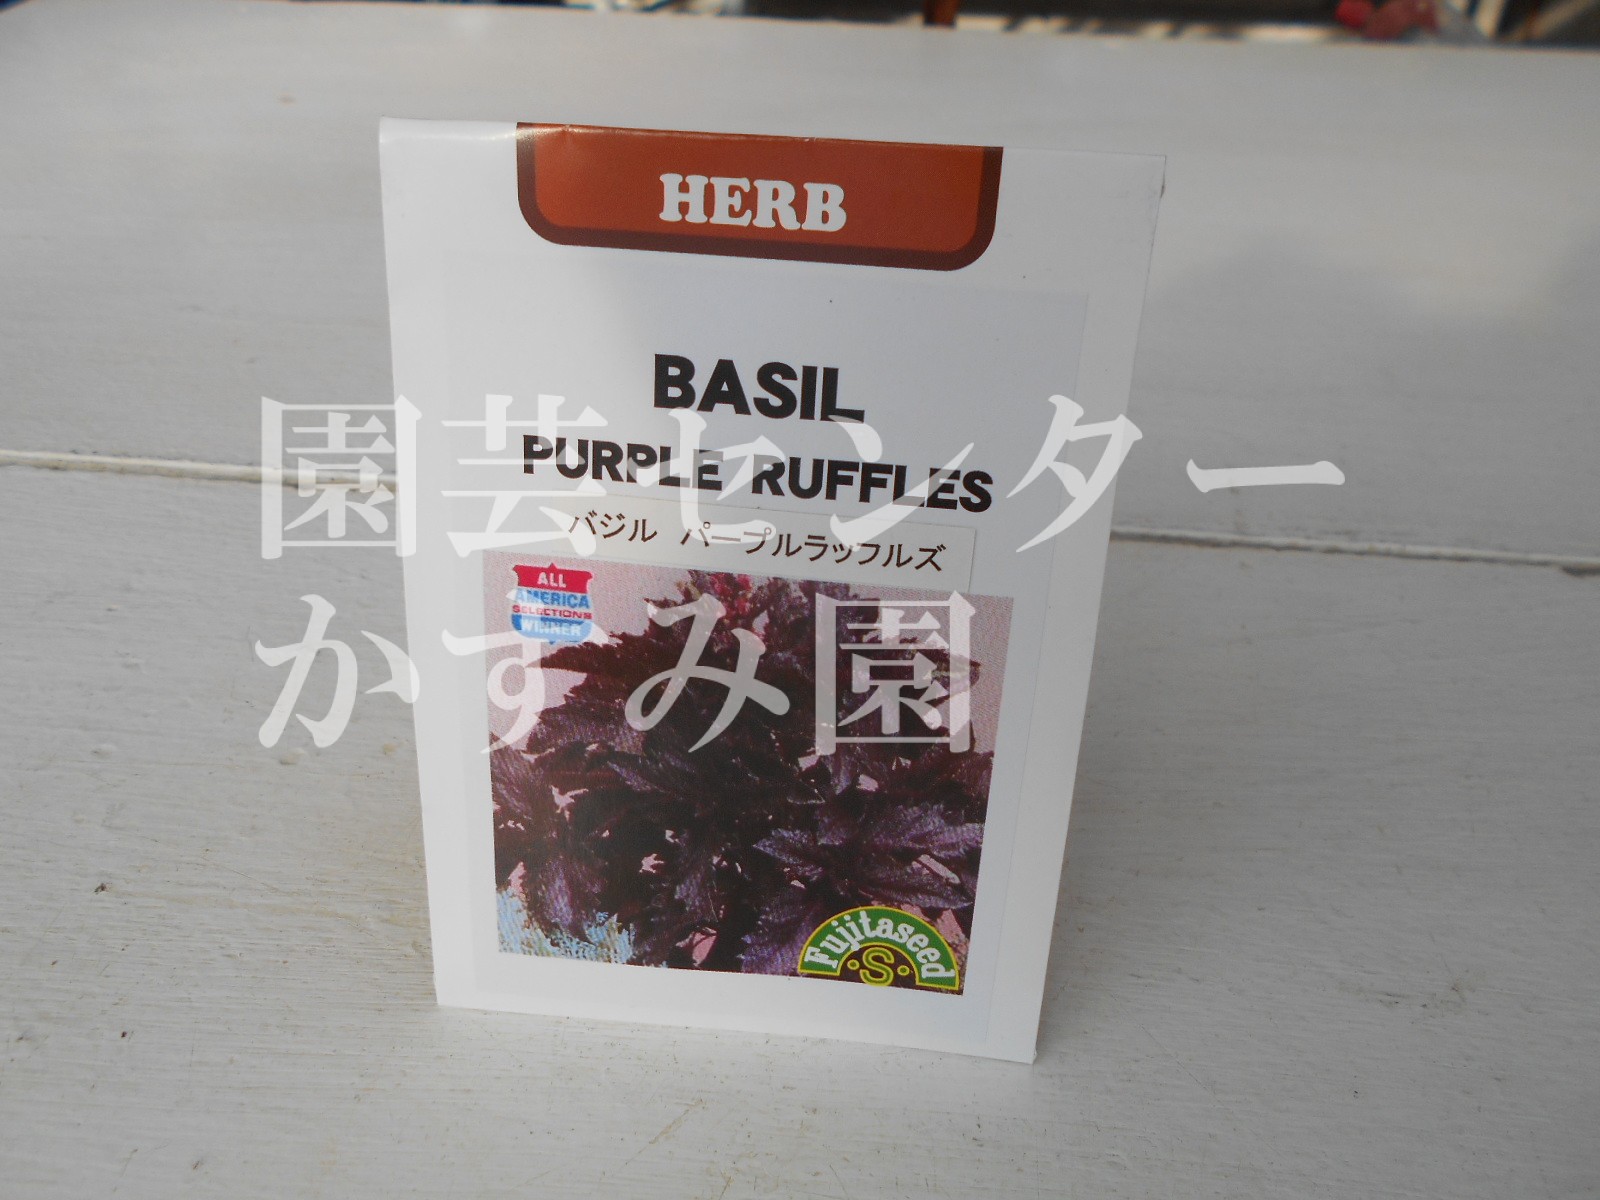 HERB
BASIL
PURPLE RUFFLES
バジル パープルラッフルズ
園芸センター
かすみ園
ALL
AMERICA
SELECTIONS
WINNER
Fujitaseed
S